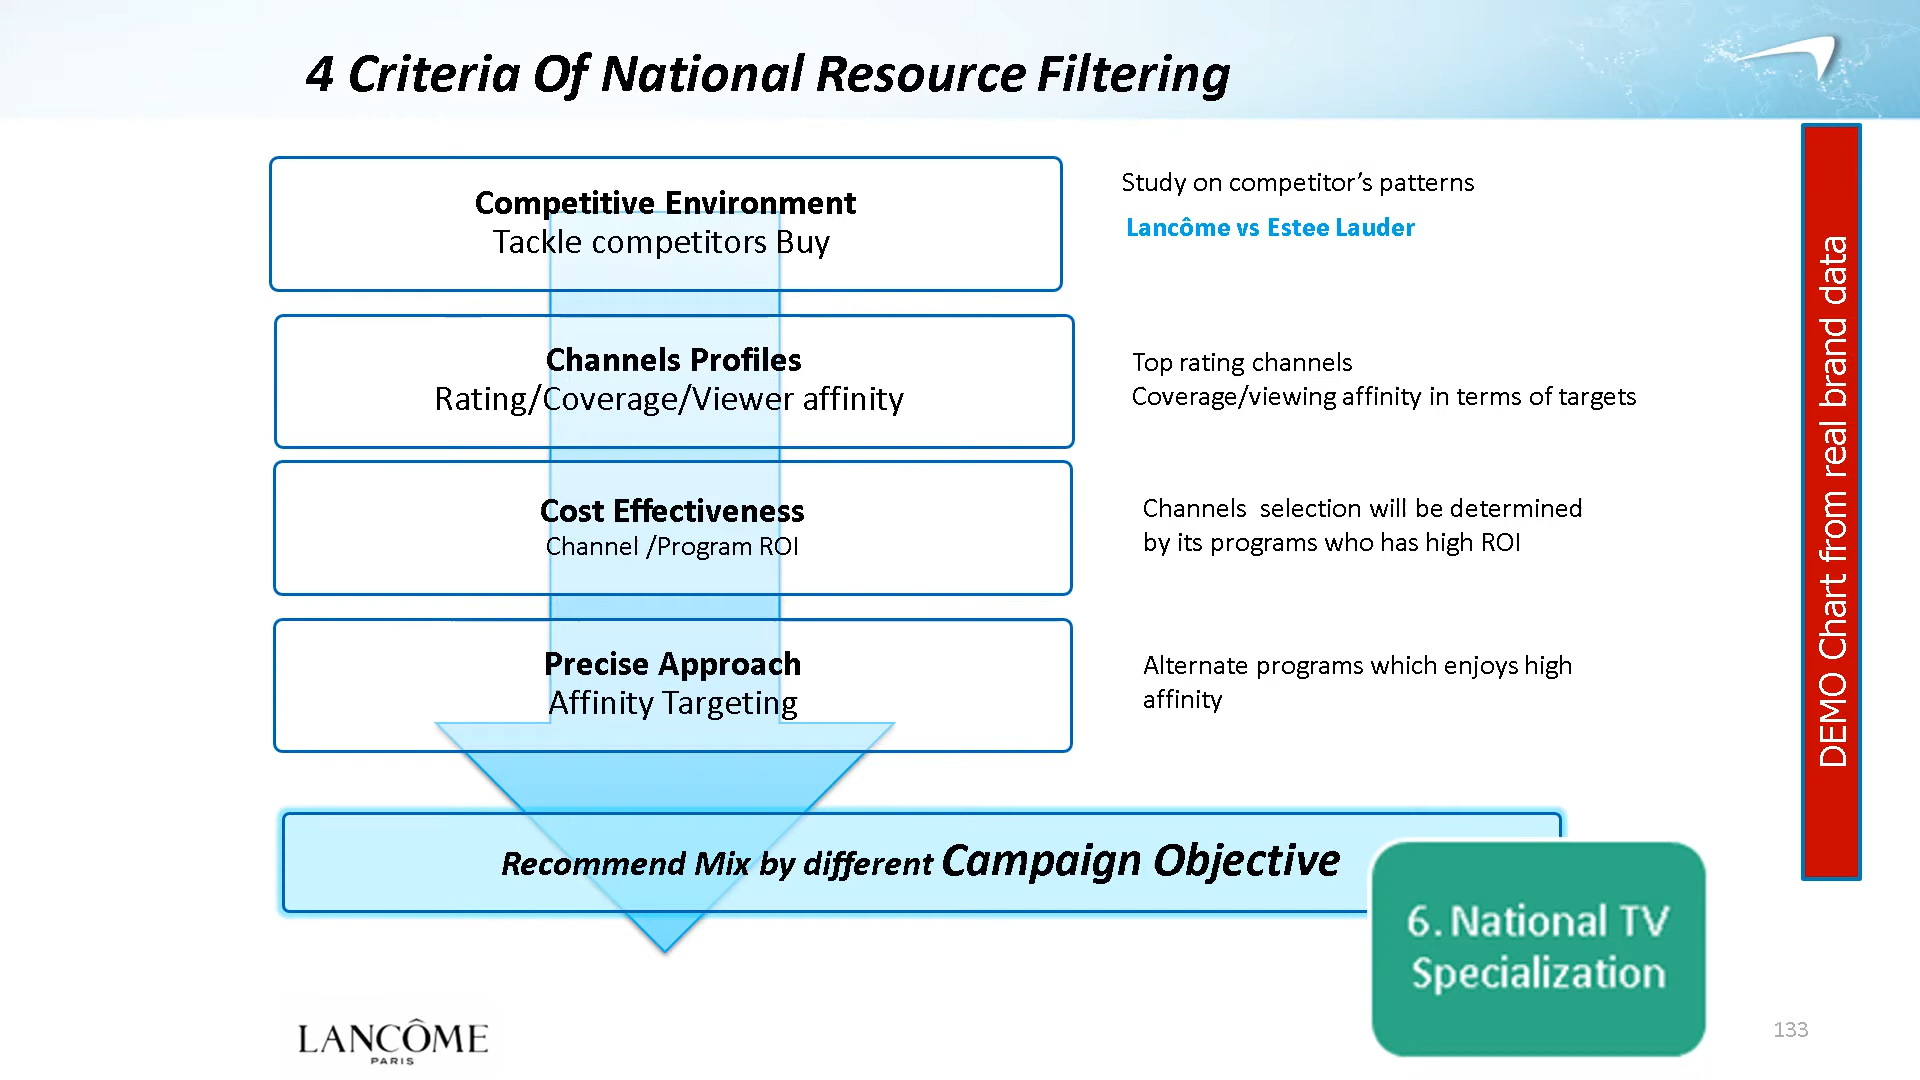 4 Criteria Of National Resource Filtering
Competitive Environment
Tackle competitors Buy
Study on competitor’s patterns
Lancôme vs Estee Lauder
Channels Profiles
Rating/Coverage/Viewer affinity
Top rating channels
Coverage/viewing affinity in terms of targets
Cost Effectiveness
Channel /Program ROI
Channels  selection will be determined
by its programs who has high ROI
Precise Approach
Affinity Targeting
Alternate programs which enjoys high
affinity
Recommend Mix by different Campaign Objective
6. National TV
Specialization
DEMO Chart from real brand data
LANCÔME
PARIS
133